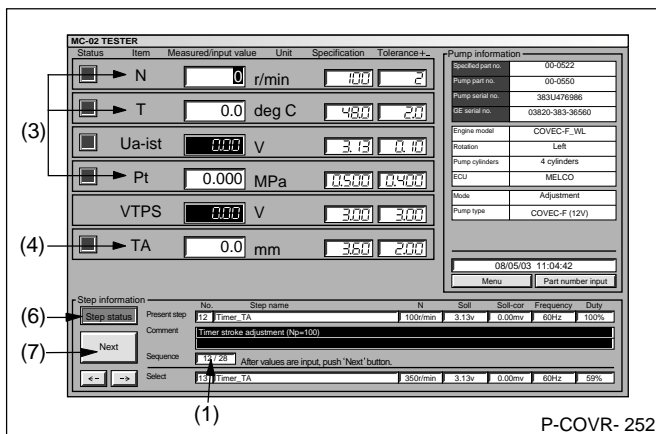 MC-02 TESTER
Status Item Measured/input value Unit Specification Tolerance+-
N 0 r/min 100 2
T 0.0 deg C 48.0 2.0
Ua-ist 0.00 V 3.13 0.10
Pt 0.000 MPa 0.500 0.400
VTPS 0.00 V 3.00 3.00
TA 0.0 mm 3.60 2.00
(3)
(4)
Pump information
Specified part no. 00-0522
Pump part no. 00-0550
Pump serial no. 383U476986
GE serial no. 03820-383-36560
Engine model COVEC-F_WL
Rotation Left
Pump cylinders 4 cylinders
ECU MELCO
Mode Adjustment
Pump type COVEC-F (12V)
08/05/03 11:04:42
Menu Part number input
Step information
No. Step name N Soll Soll-cor Frequency Duty
(6) Step status Present step 12 Timer_TA 100r/min 3.13v 0.00mv 60Hz 100%
Comment Timer stroke adjustment (Np=100)
(7) Next
Sequence 12 / 28 After values are input, push 'Next' button.
<- -> Select 13 Timer_TA 350r/min 3.13v 0.00mv 60Hz 59%
(1)
P-COVR- 252